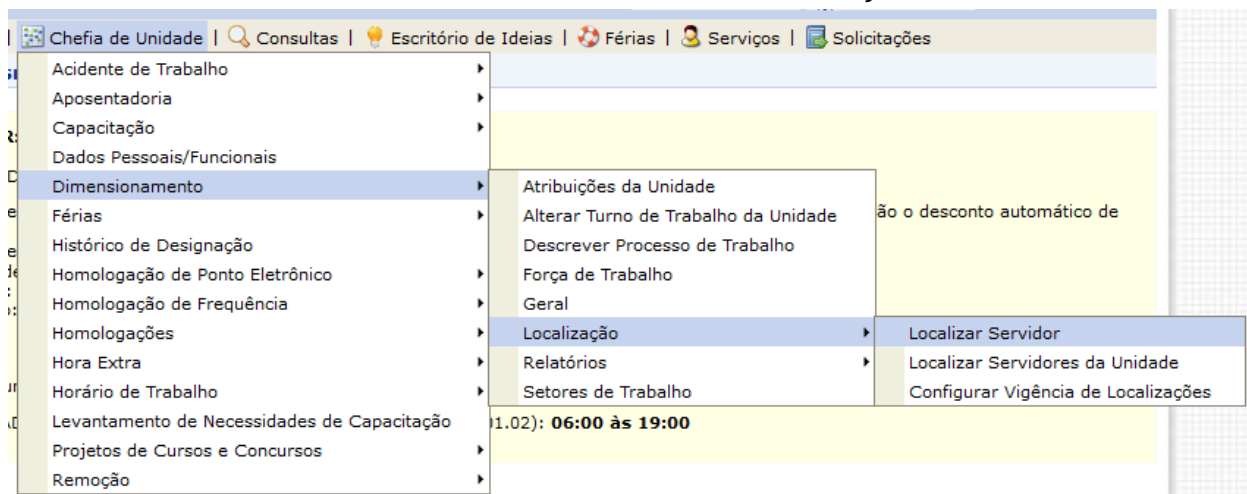 Chefia de Unidade | Consultas | Escritório de Ideias | Férias | Serviços | Solicitações
Acidente de Trabalho
Aposentadoria
Capacitação
Dados Pessoais/Funcionais
Dimensionamento
Atribuições da Unidade
Férias
Alterar Turno de Trabalho da Unidade
ão o desconto automático de
Histórico de Designação
Descrever Processo de Trabalho
Homologação de Ponto Eletrônico
Força de Trabalho
Homologação de Frequência
Geral
Homologações
Localização
Localizar Servidor
Hora Extra
Relatórios
Localizar Servidores da Unidade
Horário de Trabalho
Setores de Trabalho
Configurar Vigência de Localizações
Levantamento de Necessidades de Capacitação
1.02): 06:00 às 19:00
Projetos de Cursos e Concursos
Remoção